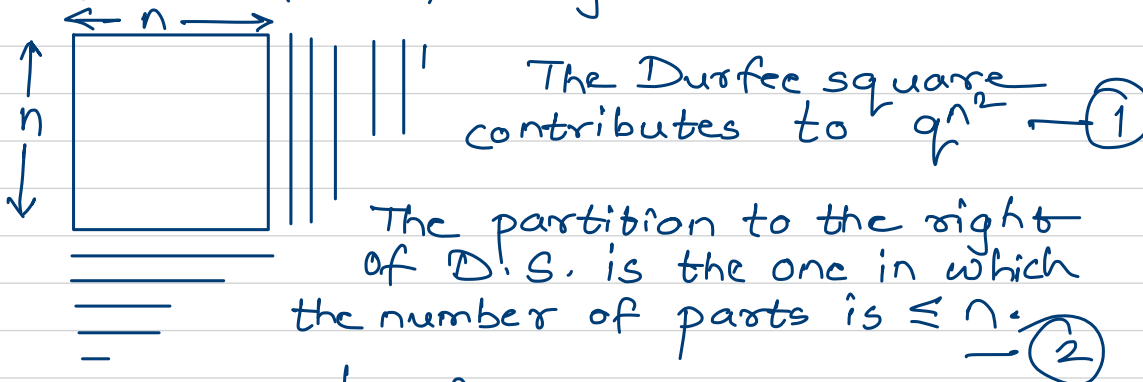 n
n
The Durfee square
contributes to q^{n^2} — ①
The partition to the right
of D.S. is the one in which
the number of parts is ≤ n.
— ②